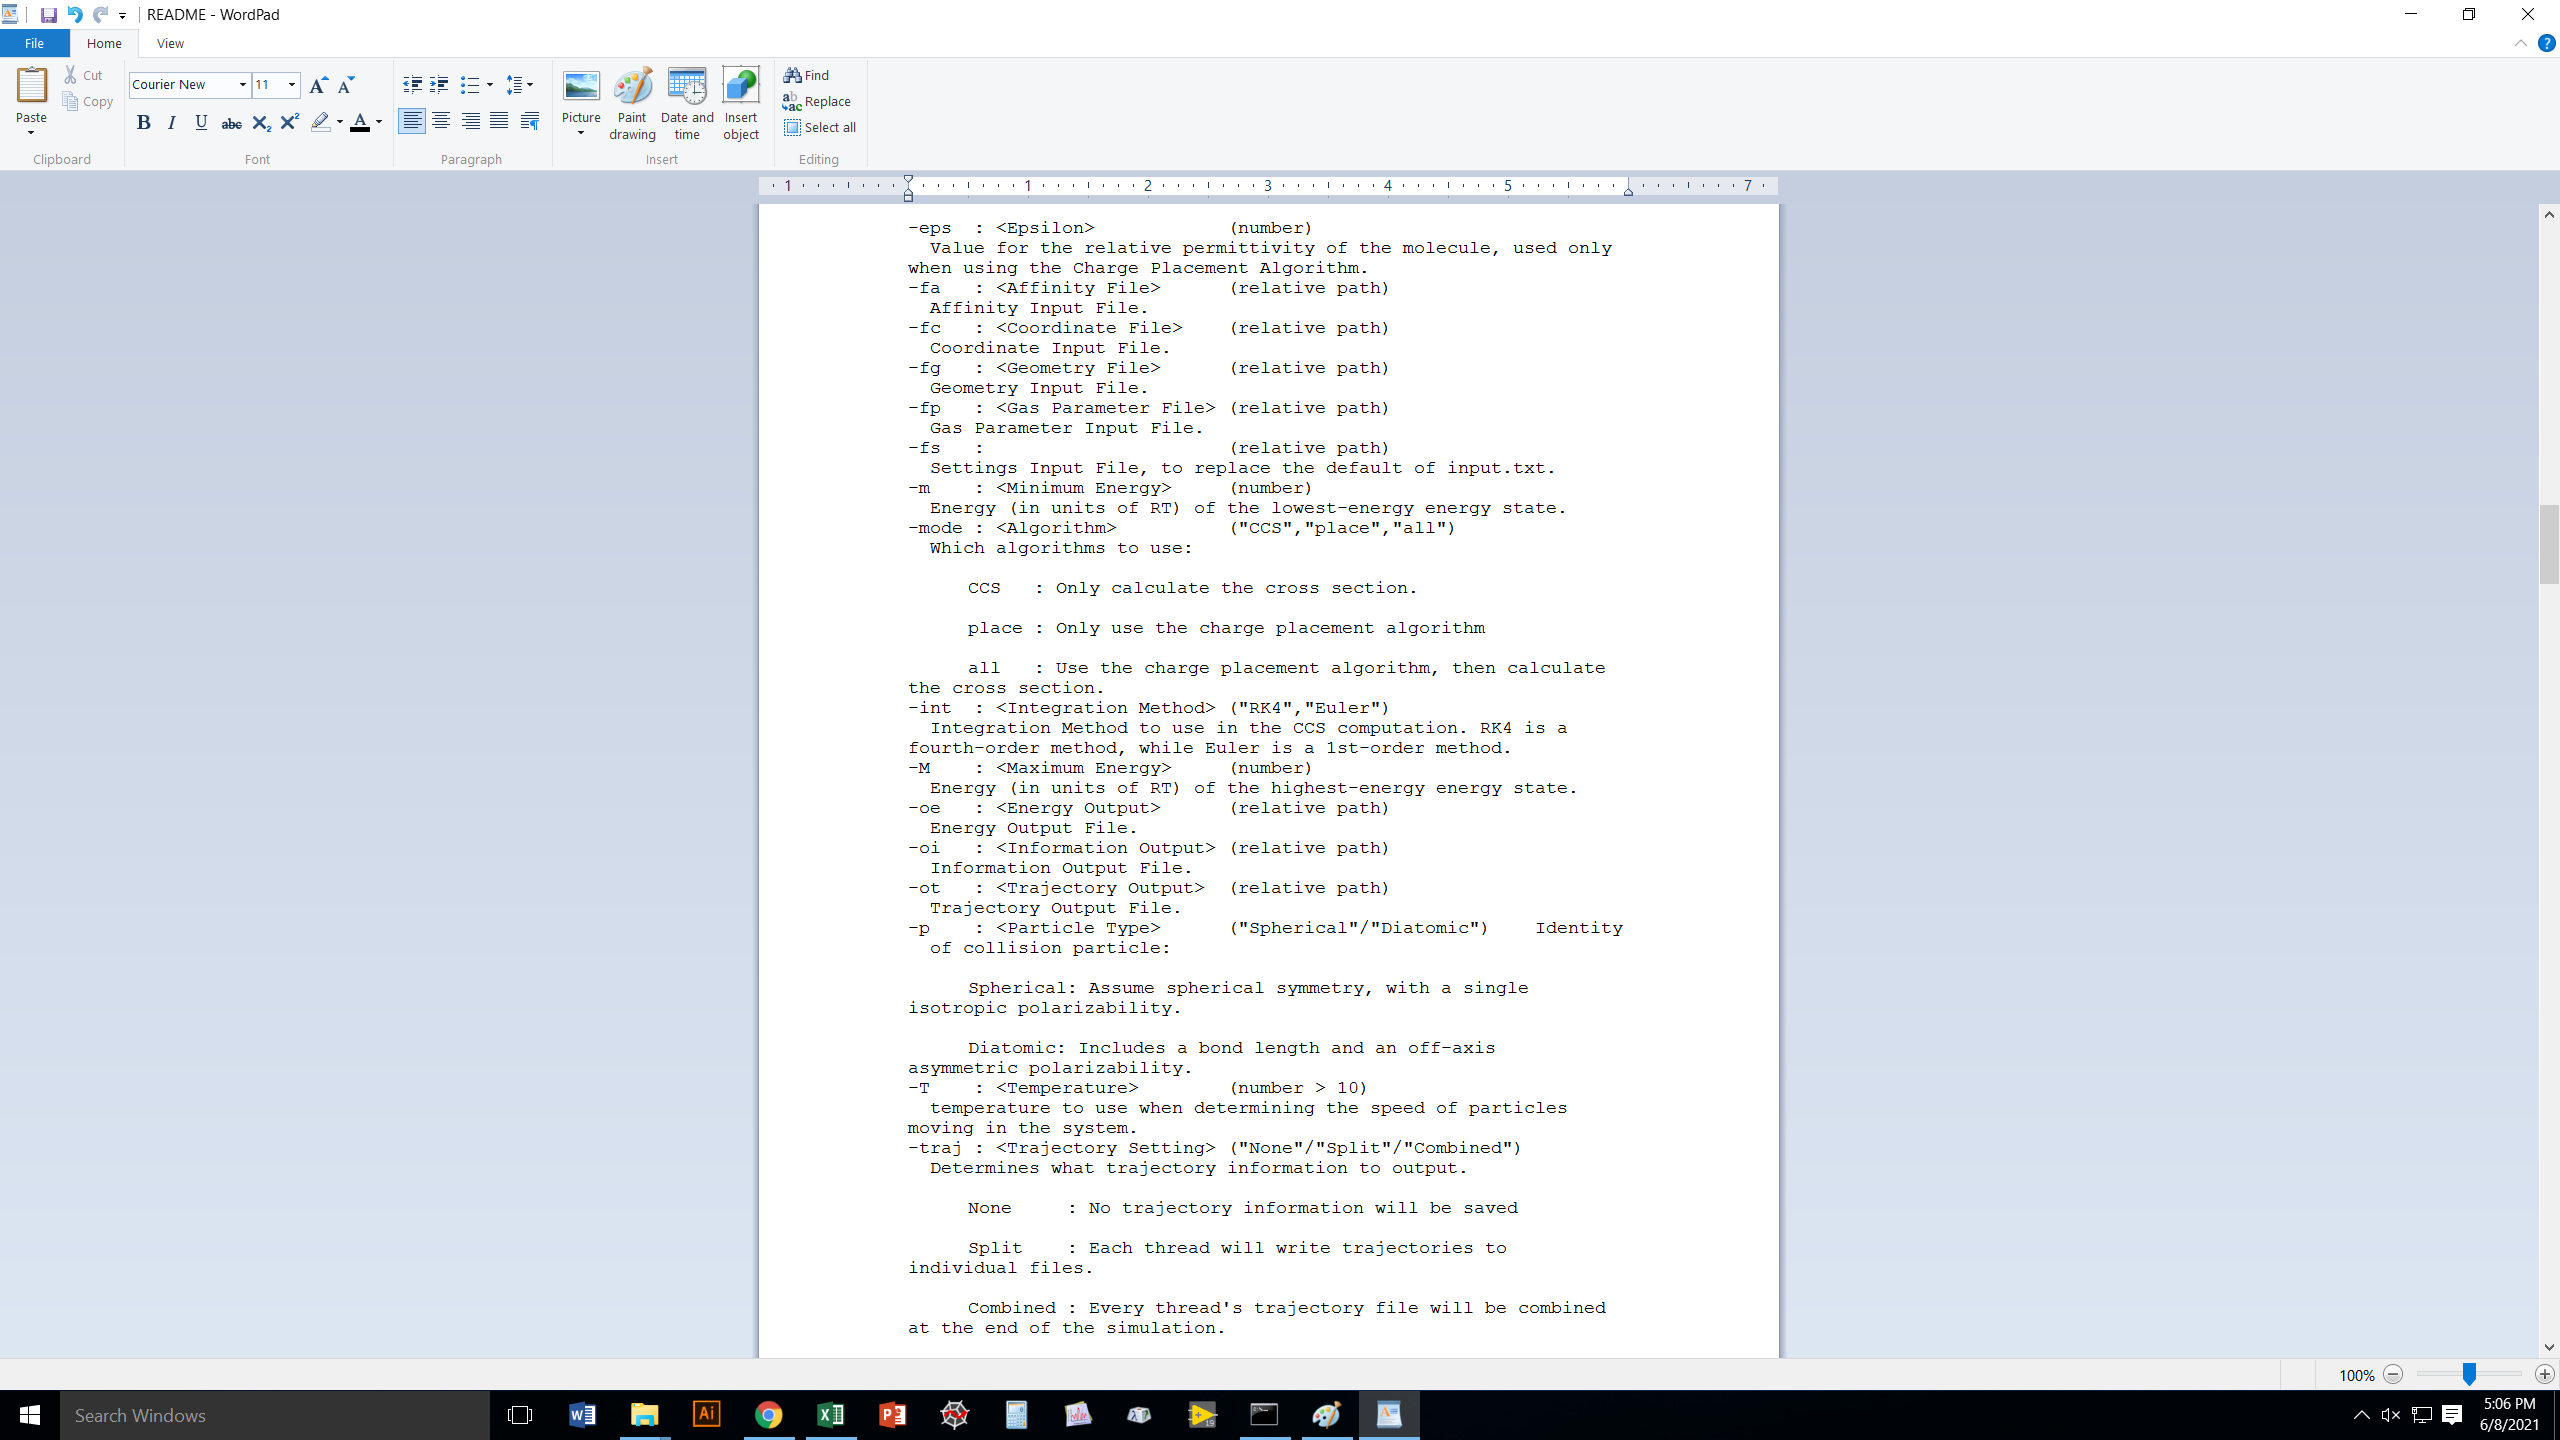 README - WordPad
File Home View
Paste Cut Copy
Clipboard
Courier New 11
Font
Paragraph
Picture
Paint drawing
Date and time
Insert object
Insert
Find
Replace
Select all
Editing
1 1 2 3 4 5 7
-eps  : <Epsilon>            (number)
  Value for the relative permittivity of the molecule, used only
when using the Charge Placement Algorithm.
-fa   : <Affinity File>      (relative path)
  Affinity Input File.
-fc   : <Coordinate File>    (relative path)
  Coordinate Input File.
-fg   : <Geometry File>      (relative path)
  Geometry Input File.
-fp   : <Gas Parameter File> (relative path)
  Gas Parameter Input File.
-fs   :                      (relative path)
  Settings Input File, to replace the default of input.txt.
-m    : <Minimum Energy>     (number)
  Energy (in units of RT) of the lowest-energy energy state.
-mode : <Algorithm>          ("CCS","place","all")
  Which algorithms to use:
CCS   : Only calculate the cross section.
place : Only use the charge placement algorithm
all   : Use the charge placement algorithm, then calculate
the cross section.
-int  : <Integration Method> ("RK4","Euler")
  Integration Method to use in the CCS computation. RK4 is a
fourth-order method, while Euler is a 1st-order method.
-M    : <Maximum Energy>     (number)
  Energy (in units of RT) of the highest-energy energy state.
-oe   : <Energy Output>      (relative path)
  Energy Output File.
-oi   : <Information Output> (relative path)
  Information Output File.
-ot   : <Trajectory Output>  (relative path)
  Trajectory Output File.
-p    : <Particle Type>      ("Spherical"/"Diatomic")    Identity
  of collision particle:
Spherical: Assume spherical symmetry, with a single
isotropic polarizability.
Diatomic: Includes a bond length and an off-axis
asymmetric polarizability.
-T    : <Temperature>        (number > 10)
  temperature to use when determining the speed of particles
moving in the system.
-traj : <Trajectory Setting> ("None"/"Split"/"Combined")
  Determines what trajectory information to output.
None     : No trajectory information will be saved
Split    : Each thread will write trajectories to
individual files.
Combined : Every thread's trajectory file will be combined
at the end of the simulation.
100%
Search Windows
5:06 PM
6/8/2021